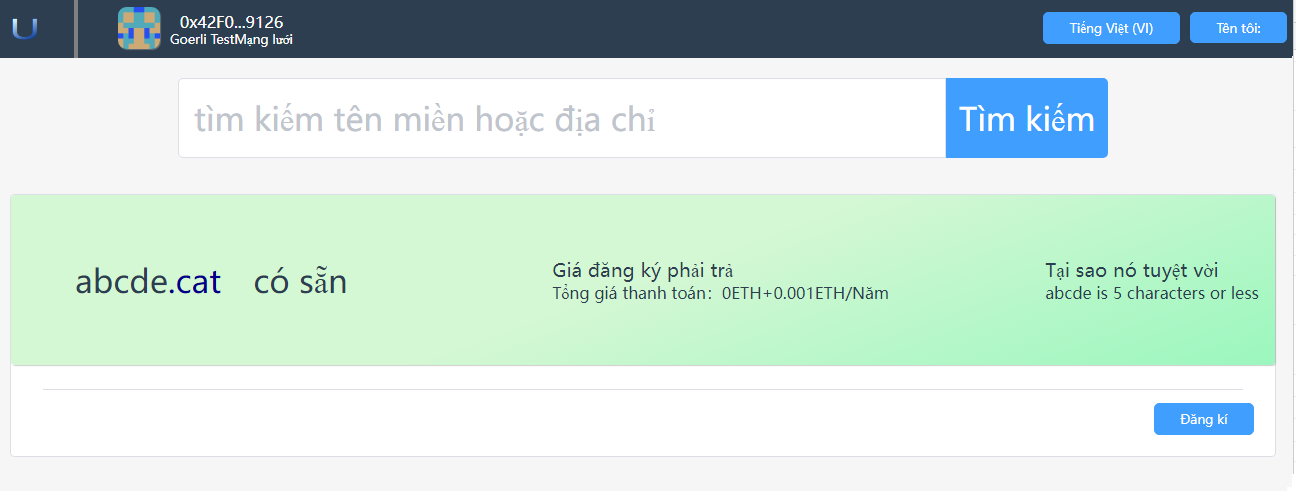 U
0x42F0...9126
Goerli TestMạng lưới
Tiếng Việt (VI)
Tên tôi:
tìm kiếm tên miền hoặc địa chỉ
Tìm kiếm
abcde.cat có sẵn
Giá đăng ký phải trả
Tổng giá thanh toán：0ETH+0.001ETH/Năm
Tại sao nó tuyệt vời
abcde is 5 characters or less
Đăng kí